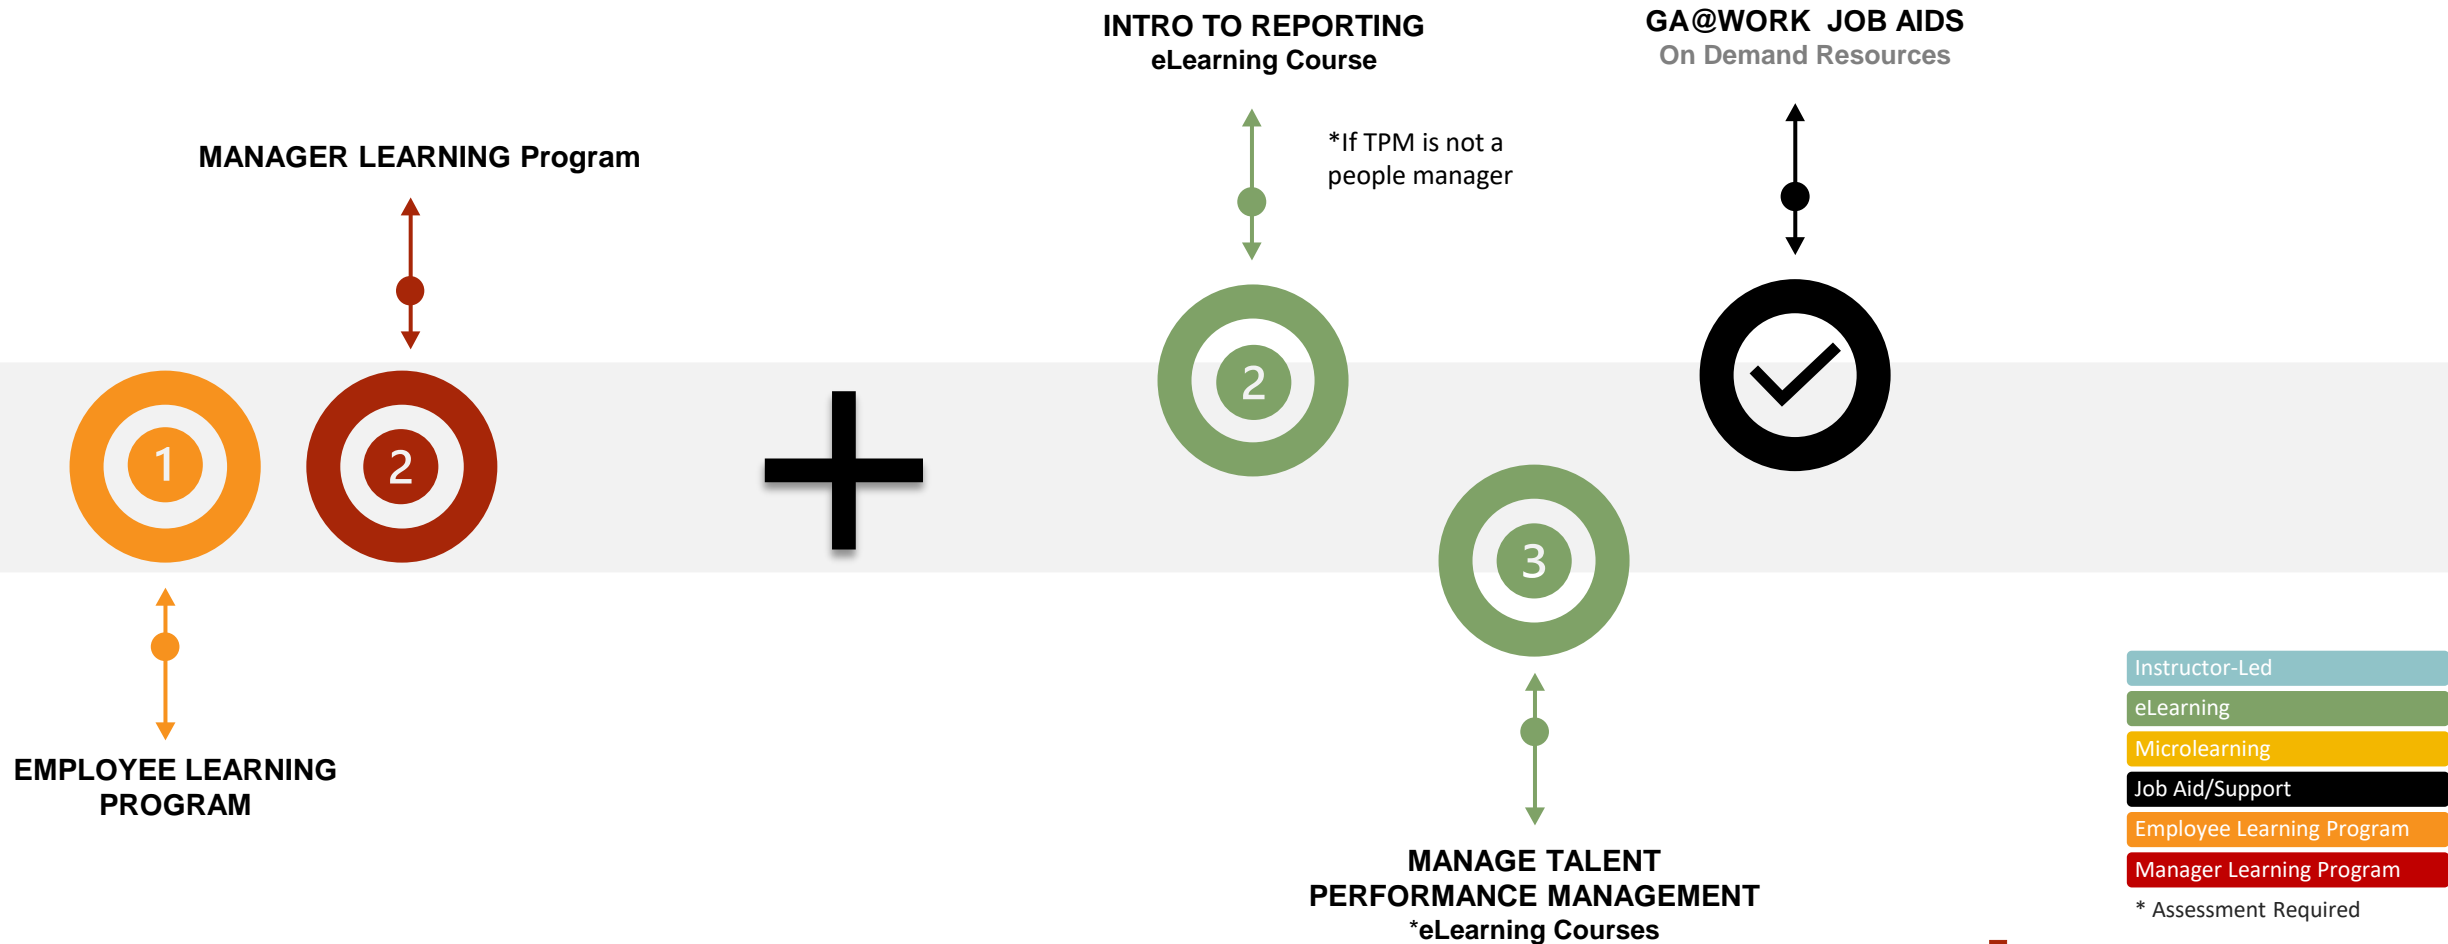 INTRO TO REPORTING
eLearning Course
GA@WORK  JOB AIDS
On Demand Resources
*If TPM is not a
people manager
MANAGER LEARNING Program
1
2
2
3
EMPLOYEE LEARNING
PROGRAM
MANAGE TALENT
PERFORMANCE MANAGEMENT
*eLearning Courses
Instructor-Led
eLearning
Microlearning
Job Aid/Support
Employee Learning Program
Manager Learning Program
* Assessment Required